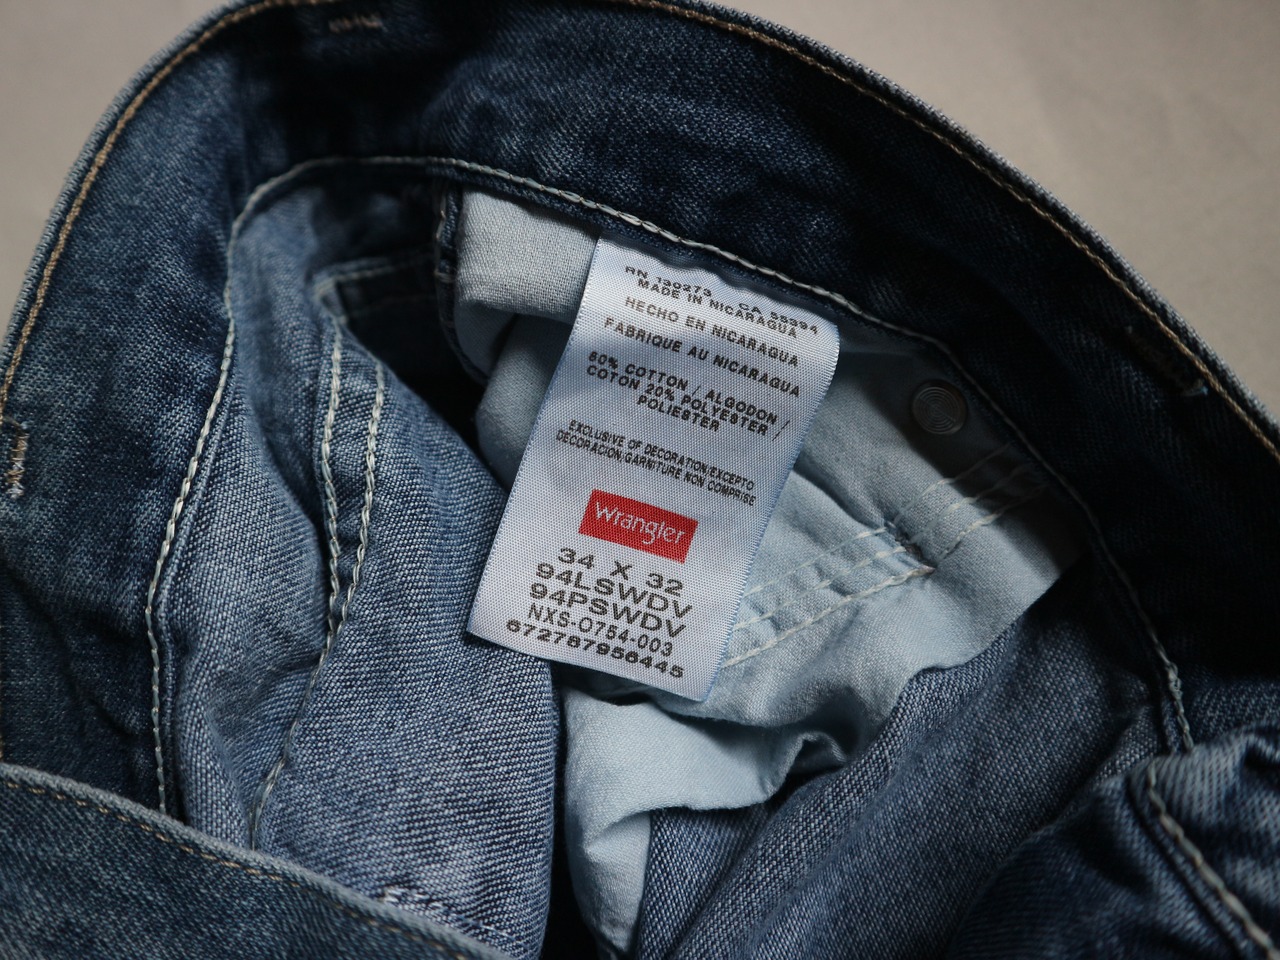 RN 130273 CA 55394
MADE IN NICARAGUA
HECHO EN NICARAGUA
FABRIQUE AU NICARAGUA
80% COTTON / ALGODON /
COTON 20% POLYESTER /
POLIESTER
EXCLUSIVE OF DECORATION/EXCEPTO
DECORACION/GARNITURE NON COMPRISE
Wrangler
34 X 32
94LSWDV
94PSWDV
NXS-0754-003
672787956445